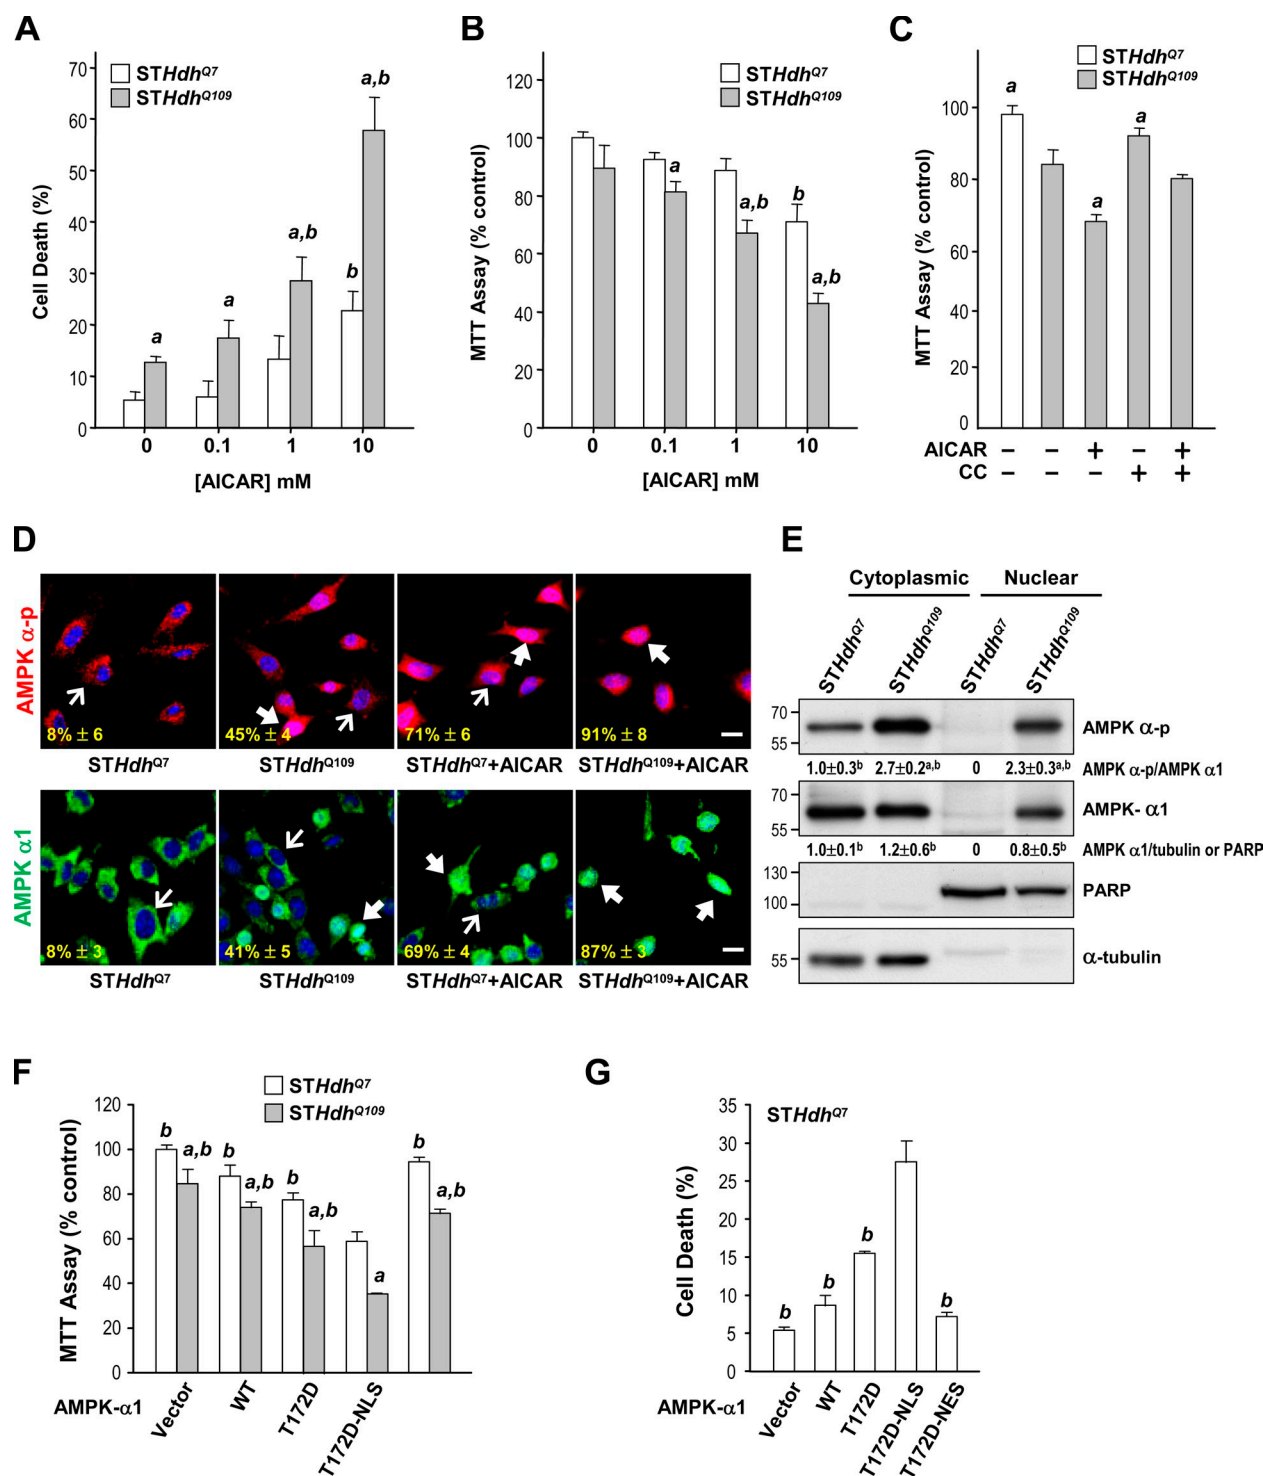 A
B
C
STHdhQ7
STHdhQ109
STHdhQ7
STHdhQ109
STHdhQ7
STHdhQ109
Cell Death (%)
70
60
50
40
30
20
10
0
a
a
a,b
b
a,b
0 0.1 1 10
[AICAR] mM
MTT Assay (% control)
120
100
80
60
40
20
0
a
a,b
b
a,b
0 0.1 1 10
[AICAR] mM
MTT Assay (% control)
100
80
60
40
20
0
a
a
a
AICAR − − + − +
CC − − − + +
D
AMPK α-p
8% ± 6
45% ± 4
71% ± 6
91% ± 8
STHdhQ7
STHdhQ109
STHdhQ7+AICAR
STHdhQ109+AICAR
AMPK α1
8% ± 3
41% ± 5
69% ± 4
87% ± 3
STHdhQ7
STHdhQ109
STHdhQ7+AICAR
STHdhQ109+AICAR
E
Cytoplasmic Nuclear
STHdhQ7
STHdhQ109
STHdhQ7
STHdhQ109
70
55
AMPK α-p
1.0±0.3b 2.7±0.2a,b 0 2.3±0.3a,b AMPK α-p/AMPK α1
70
55
AMPK- α1
1.0±0.1b 1.2±0.6b 0 0.8±0.5b AMPK α1/tubulin or PARP
130
100
PARP
55
α-tubulin
F
STHdhQ7
STHdhQ109
MTT Assay (% control)
120
100
80
60
40
20
0
b
a,b
b
a,b
b
a,b
a
b
a,b
AMPK-α1
Vector
WT
T172D
T172D-NLS
G
STHdhQ7
Cell Death (%)
35
30
25
20
15
10
5
0
b
b
b
b
AMPK-α1
Vector
WT
T172D
T172D-NLS
T172D-NES